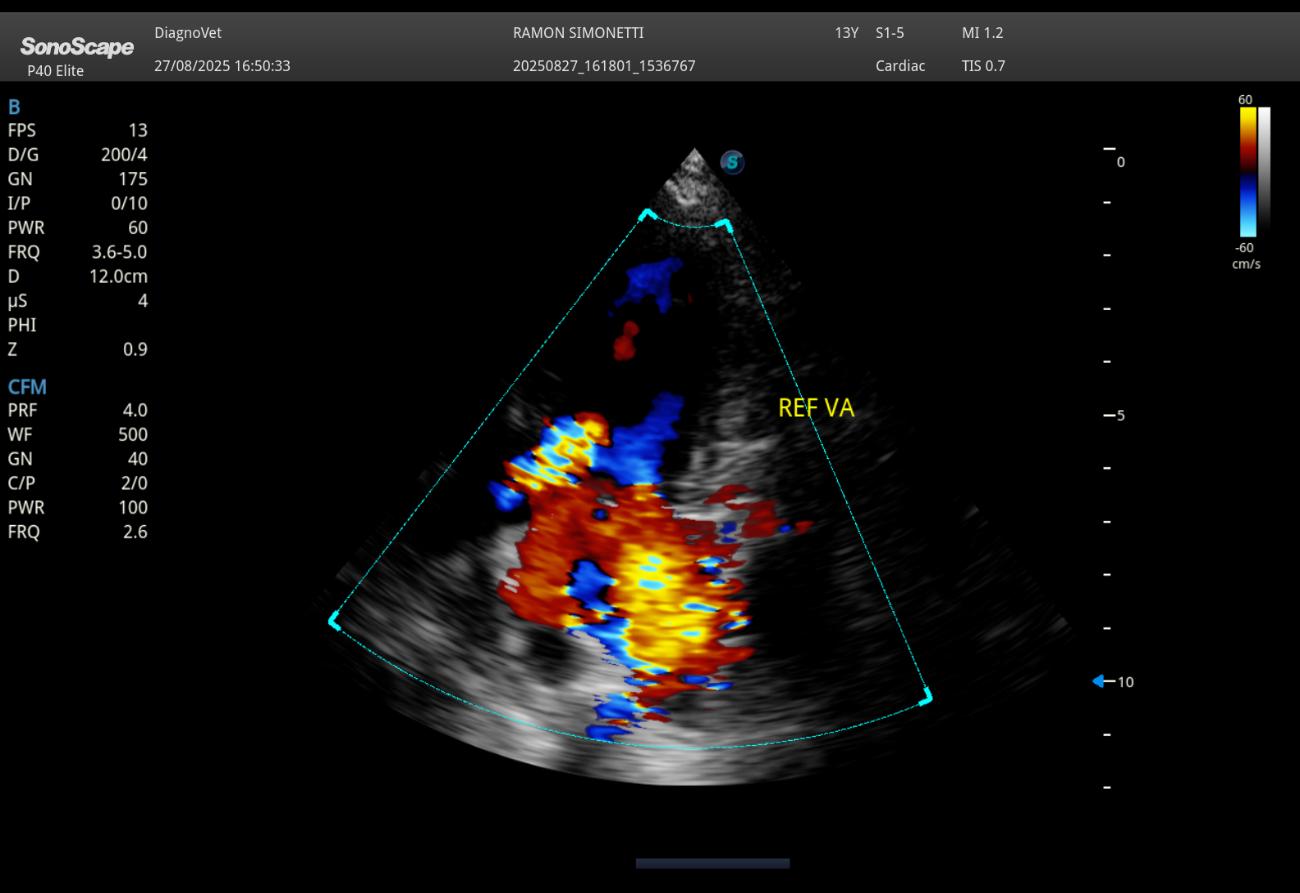 SonoScape
P40 Elite
DiagnoVet
27/08/2025 16:50:33
RAMON SIMONETTI
20250827_161801_1536767
13Y S1-5 MI 1.2
Cardiac TIS 0.7
B
FPS 13
D/G 200/4
GN 175
I/P 0/10
PWR 60
FRQ 3.6-5.0
D 12.0cm
µS 4
PHI
Z 0.9
CFM
PRF 4.0
WF 500
GN 40
C/P 2/0
PWR 100
FRQ 2.6
S
REF VA
0
5
10
60
-60
cm/s